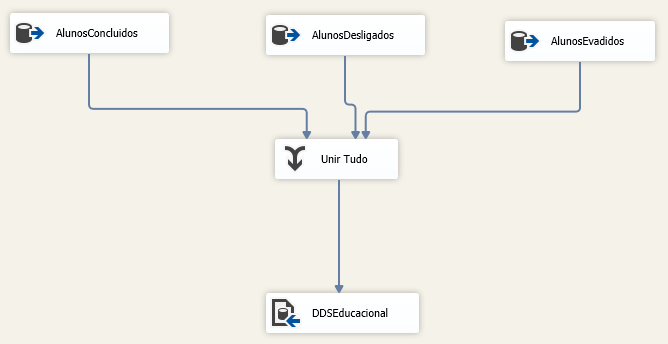 AlunosConcluidos
AlunosDesligados
AlunosEvadidos
Unir Tudo
DDSEducacional